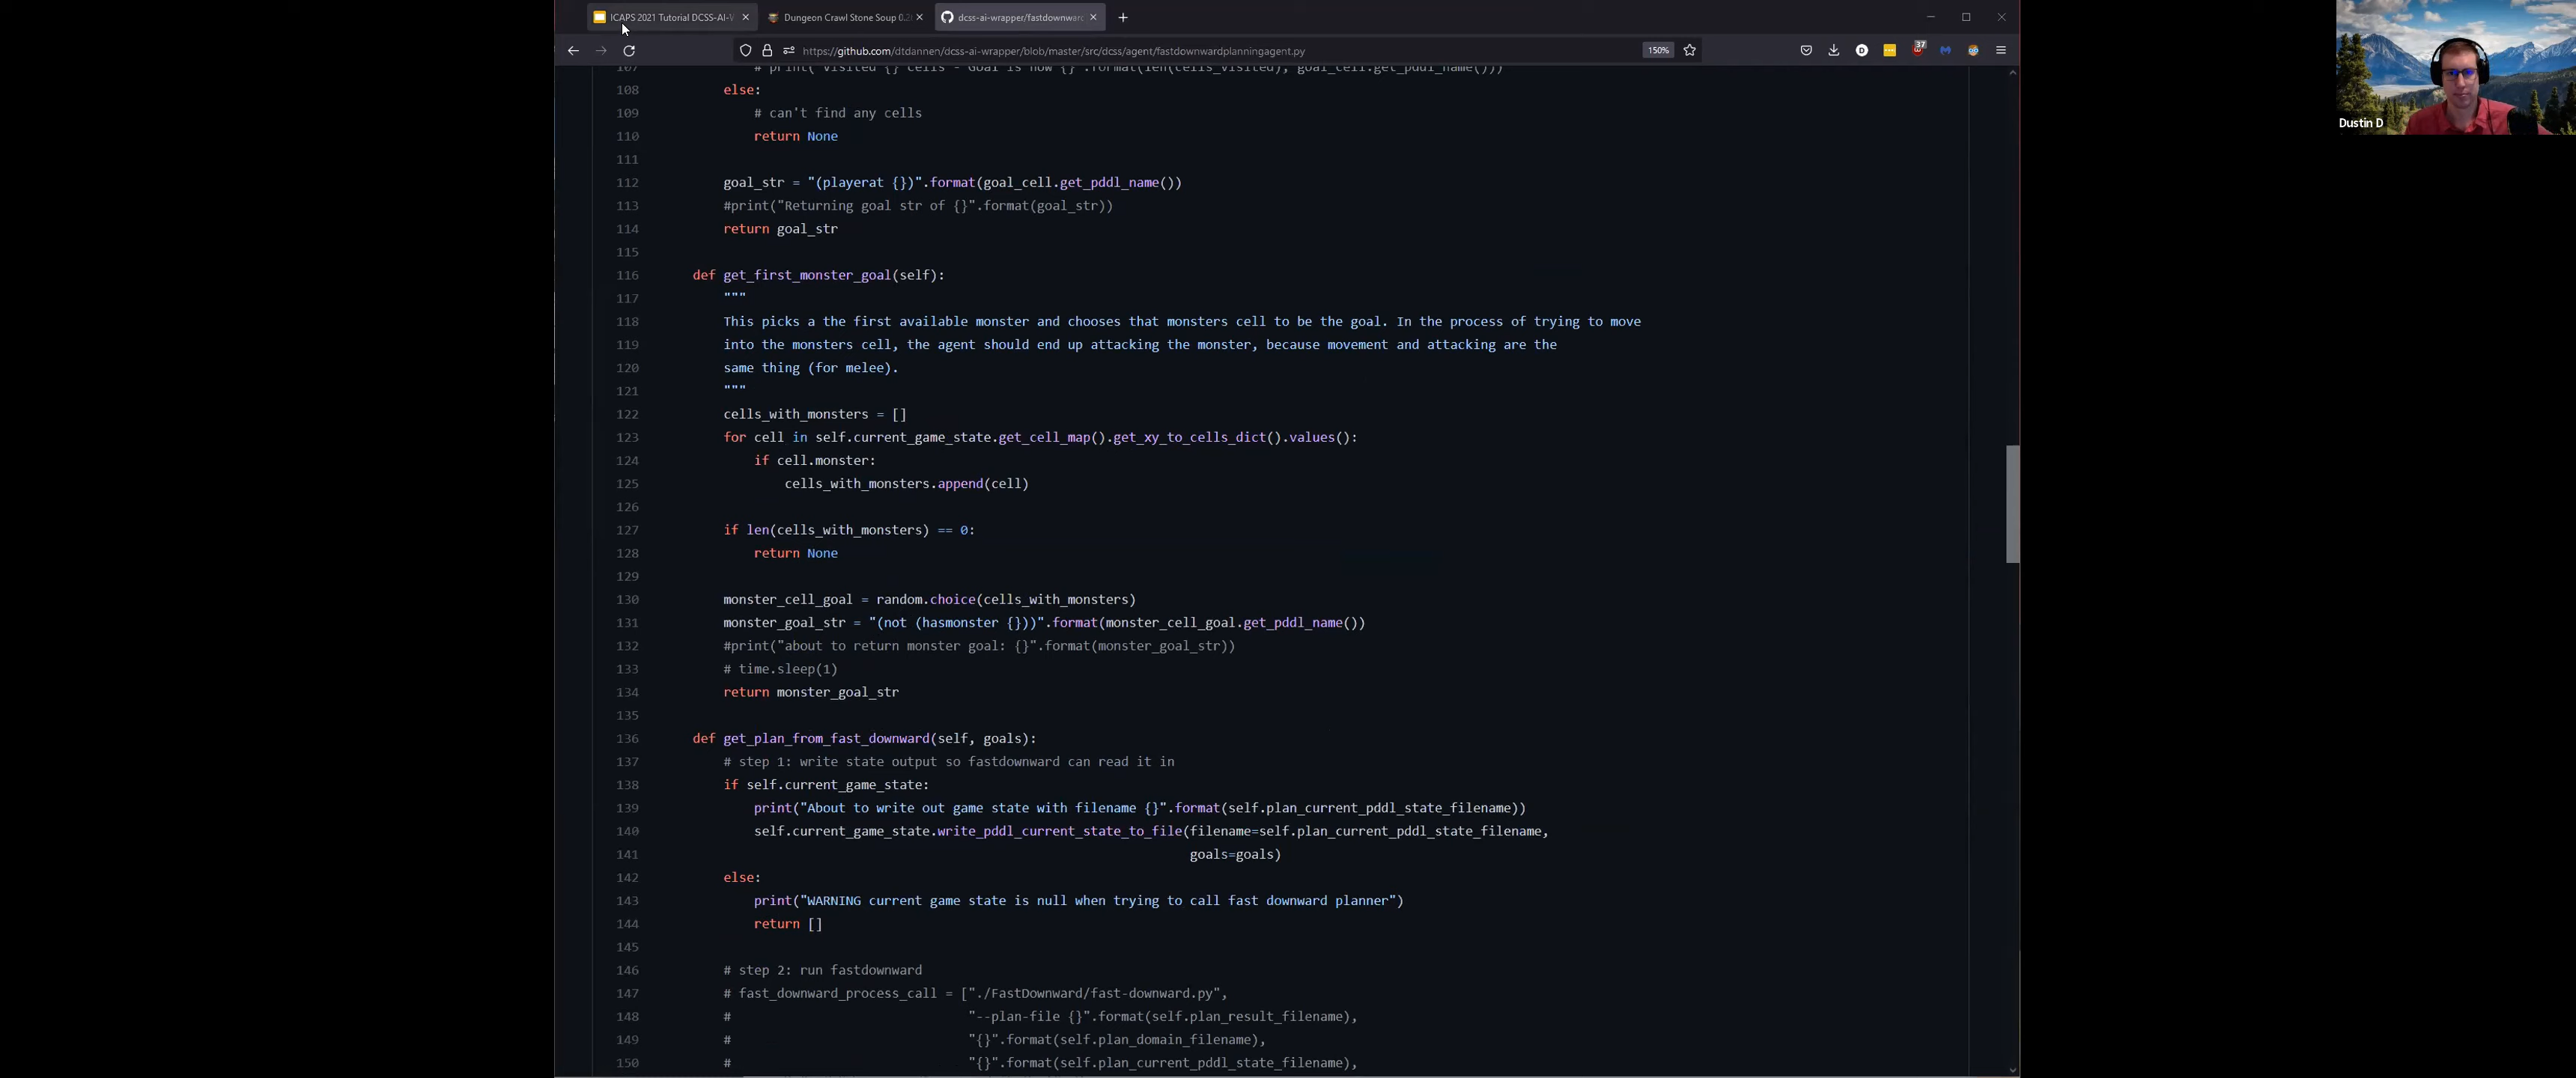 ICAPS 2021 Tutorial DCSS-AI-W
Dungeon Crawl Stone Soup 0.2
dcss-ai-wrapper/fastdownward
https://github.com/dtdannen/dcss-ai-wrapper/blob/master/src/dcss/agent/fastdownwardplanningagent.py
150%
37
Dustin D
107 # print("Visited {} cells - Goal is now {}".format(len(cells_visited), goal_cell.get_pddl_name()))
108 else:
109 # can't find any cells
110 return None
111
112 goal_str = "(playerat {})".format(goal_cell.get_pddl_name())
113 #print("Returning goal str of {}".format(goal_str))
114 return goal_str
115
116 def get_first_monster_goal(self):
117 """
118 This picks a the first available monster and chooses that monsters cell to be the goal. In the process of trying to move
119 into the monsters cell, the agent should end up attacking the monster, because movement and attacking are the
120 same thing (for melee).
121 """
122 cells_with_monsters = []
123 for cell in self.current_game_state.get_cell_map().get_xy_to_cells_dict().values():
124 if cell.monster:
125 cells_with_monsters.append(cell)
126
127 if len(cells_with_monsters) == 0:
128 return None
129
130 monster_cell_goal = random.choice(cells_with_monsters)
131 monster_goal_str = "(not (hasmonster {}))".format(monster_cell_goal.get_pddl_name())
132 #print("about to return monster goal: {}".format(monster_goal_str))
133 # time.sleep(1)
134 return monster_goal_str
135
136 def get_plan_from_fast_downward(self, goals):
137 # step 1: write state output so fastdownward can read it in
138 if self.current_game_state:
139 print("About to write out game state with filename {}".format(self.plan_current_pddl_state_filename))
140 self.current_game_state.write_pddl_current_state_to_file(filename=self.plan_current_pddl_state_filename,
141 goals=goals)
142 else:
143 print("WARNING current game state is null when trying to call fast downward planner")
144 return []
145
146 # step 2: run fastdownward
147 # fast_downward_process_call = ["./FastDownward/fast-downward.py",
148 # "--plan-file {}".format(self.plan_result_filename),
149 # "{}".format(self.plan_domain_filename),
150 # "{}".format(self.plan_current_pddl_state_filename),